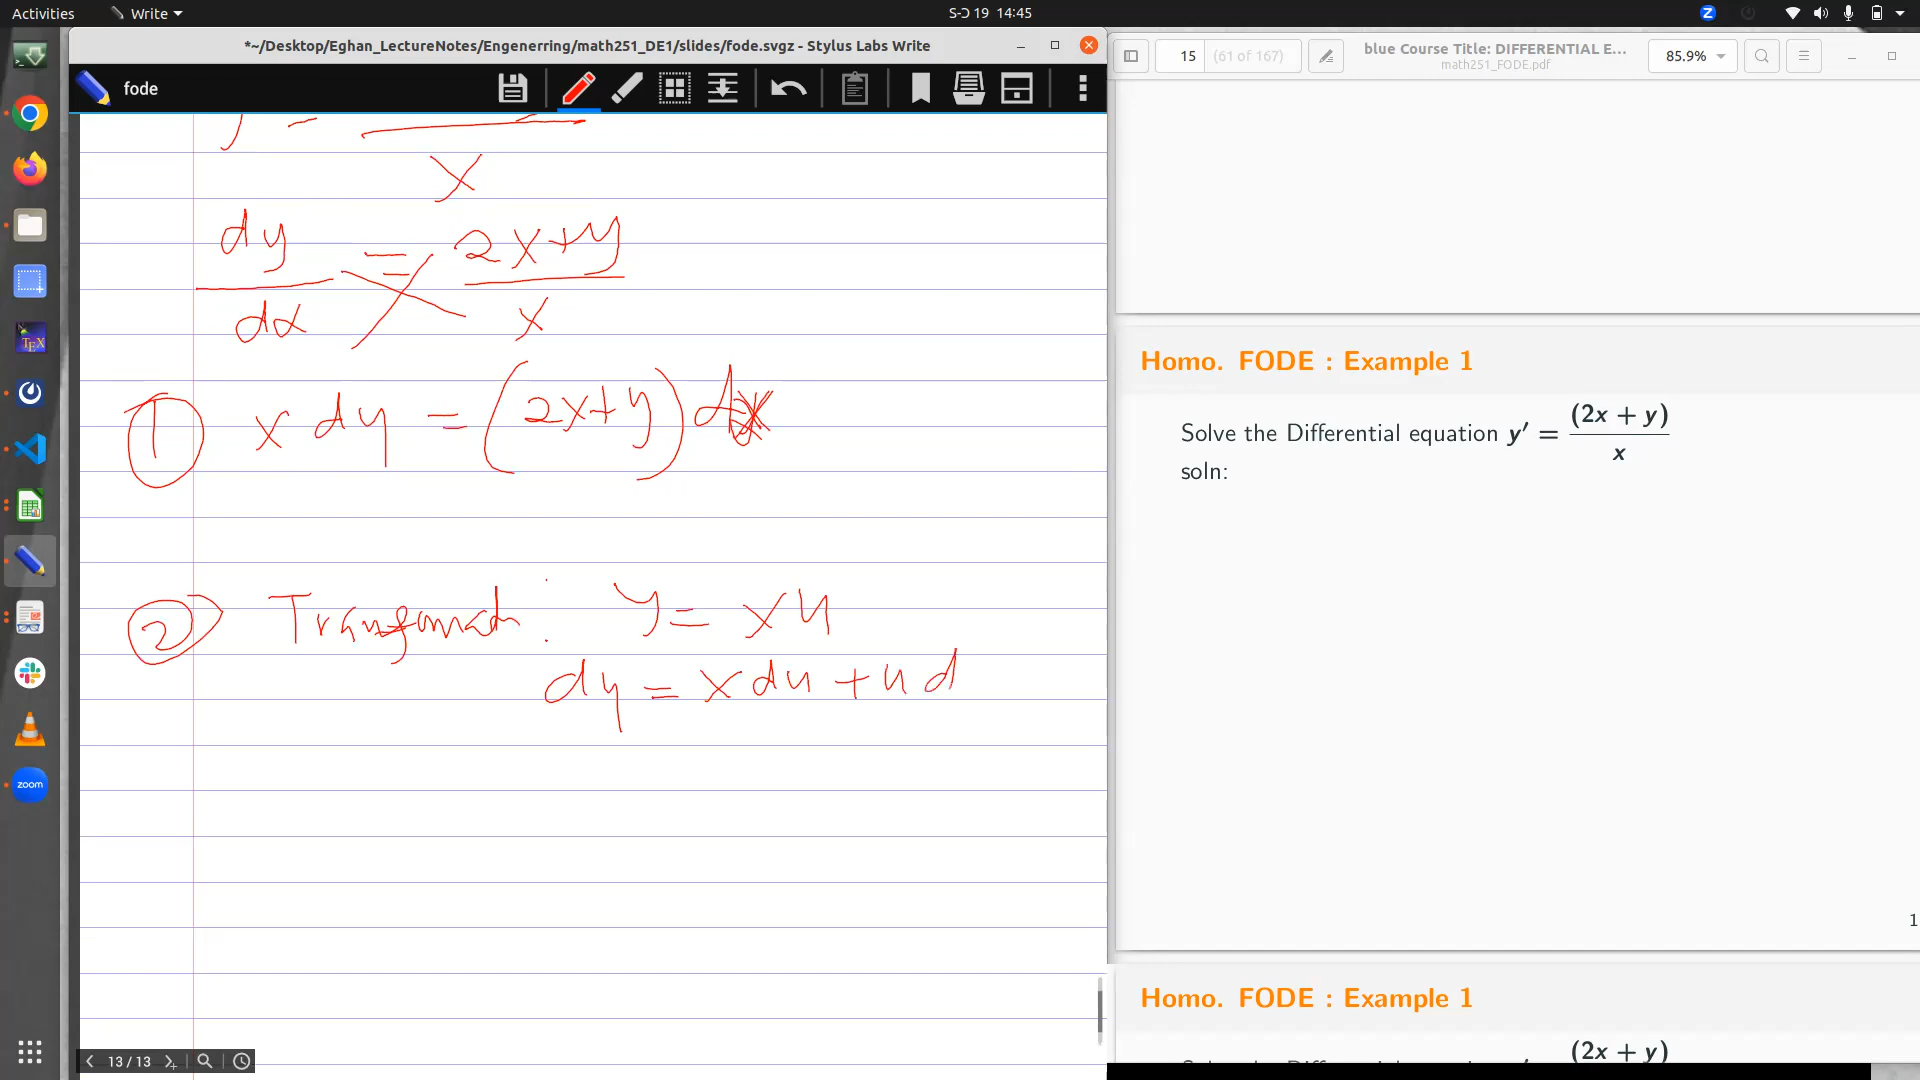 Activities
Write
S-Ɔ 19 14:45
*~/Desktop/Eghan_LectureNotes/Engenerring/math251_DE1/slides/fode.svgz - Stylus Labs Write
fode
x
dy = 2x+y
dx x
1 x dy = (2x+y) dx
2 y = x u
dy = x du + u d
13 / 13
TEX
zoom
15 (61 of 167)
blue Course Title: DIFFERENTIAL E...
math251_FODE.pdf
85.9%
Homo. FODE : Example 1
Solve the Differential equation y′ = (2x + y)
x
soln:
1
Homo. FODE : Example 1
(2x + y)